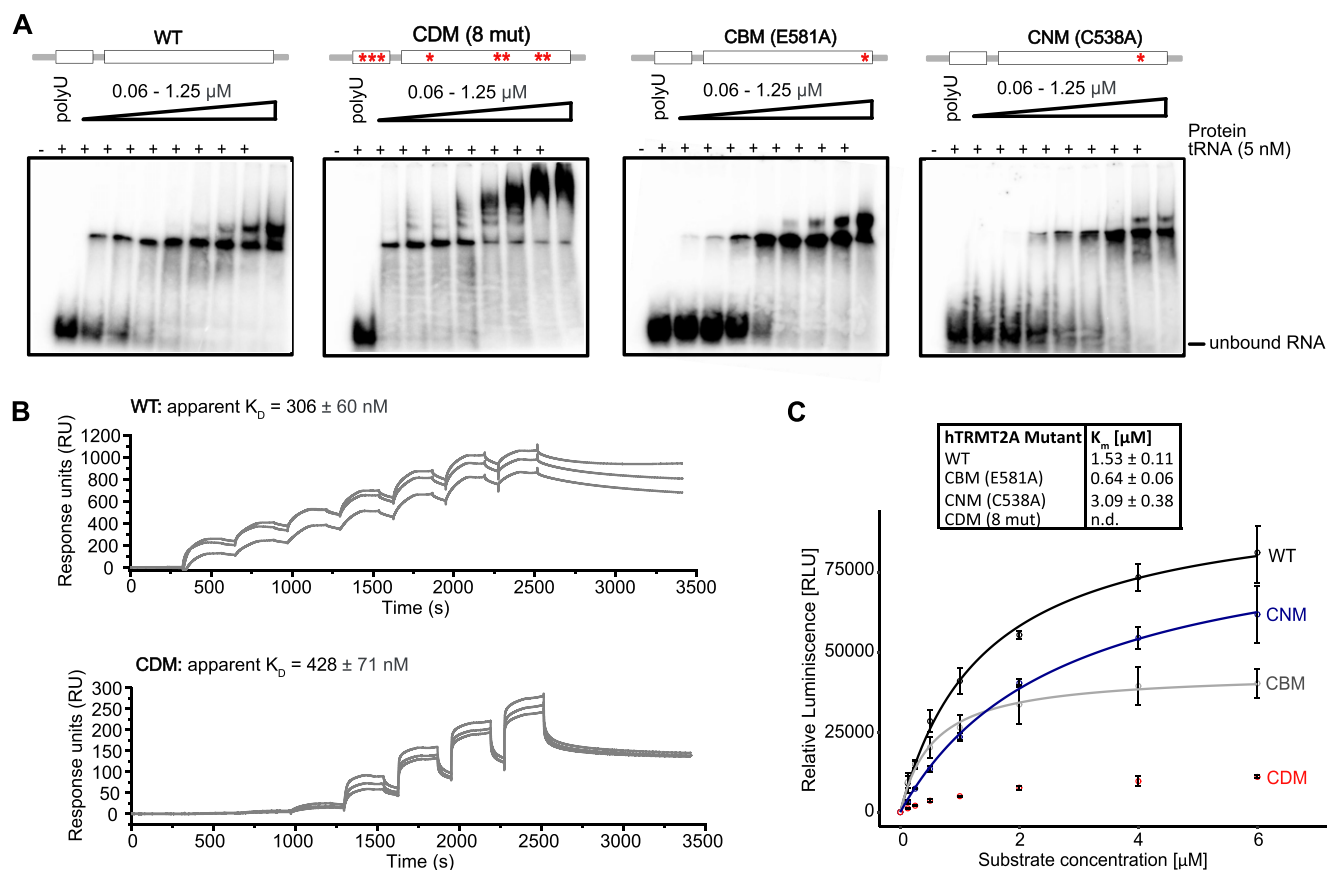 A
WT
CDM (8 mut)
CBM (E581A)
CNM (C538A)
*** * ** **
*
*
polyU
0.06 - 1.25 µM
polyU
0.06 - 1.25 µM
polyU
0.06 - 1.25 µM
polyU
0.06 - 1.25 µM
Protein
- + + + + + + + + +
- + + + + + + + + +
- + + + + + + + + +
- + + + + + + + + +
tRNA (5 nM)
unbound RNA
B
WT: apparent KD = 306 ± 60 nM
Response units (RU)
1200
1000
800
600
400
200
0
0 500 1000 1500 2000 2500 3000 3500
Time (s)
CDM: apparent KD = 428 ± 71 nM
Response units (RU)
300
250
200
150
100
50
0
0 500 1000 1500 2000 2500 3000 3500
Time (s)
C
hTRMT2A Mutant Km [µM]
WT 1.53 ± 0.11
CBM (E581A) 0.64 ± 0.06
CNM (C538A) 3.09 ± 0.38
CDM (8 mut) n.d.
Relative Luminiscence [RLU]
75000
50000
25000
0
WT
CNM
CBM
CDM
0 2 4 6
Substrate concentration [µM]